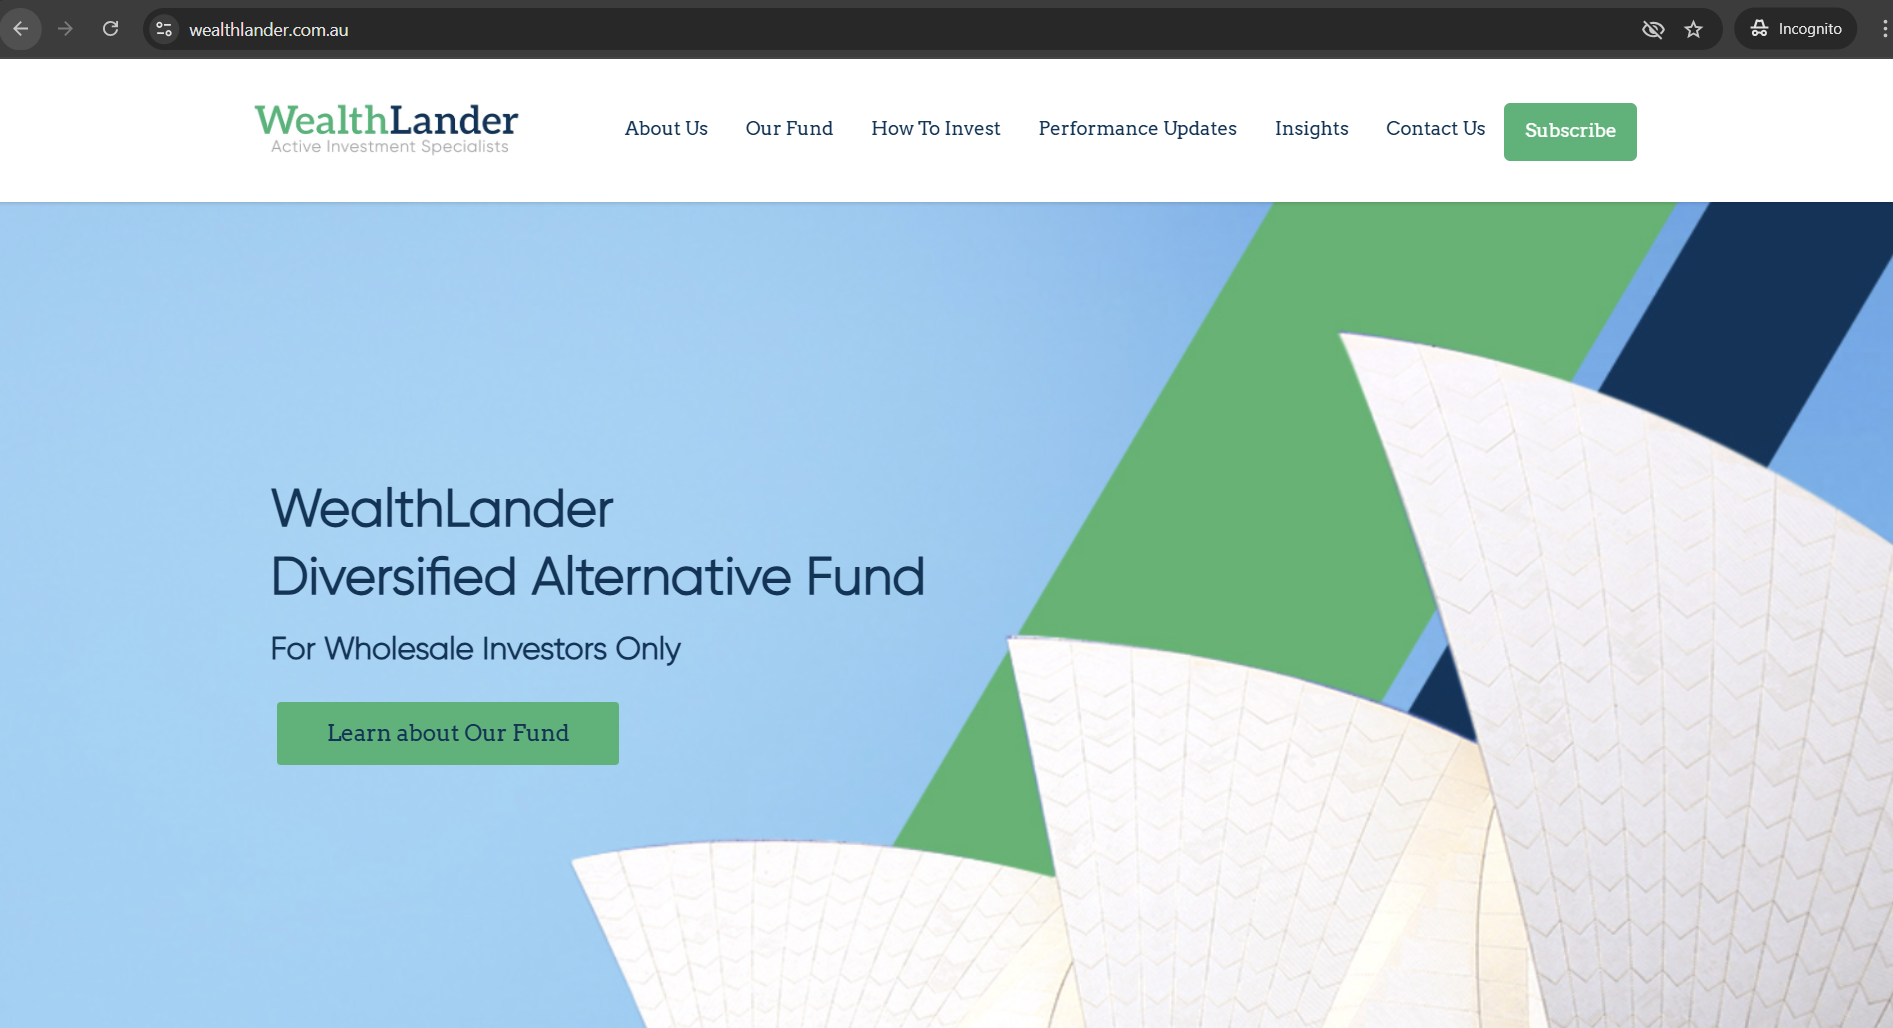 wealthlander.com.au
Incognito
WealthLander
Active Investment Specialists
About Us
Our Fund
How To Invest
Performance Updates
Insights
Contact Us
Subscribe
WealthLander
Diversified Alternative Fund
For Wholesale Investors Only
Learn about Our Fund